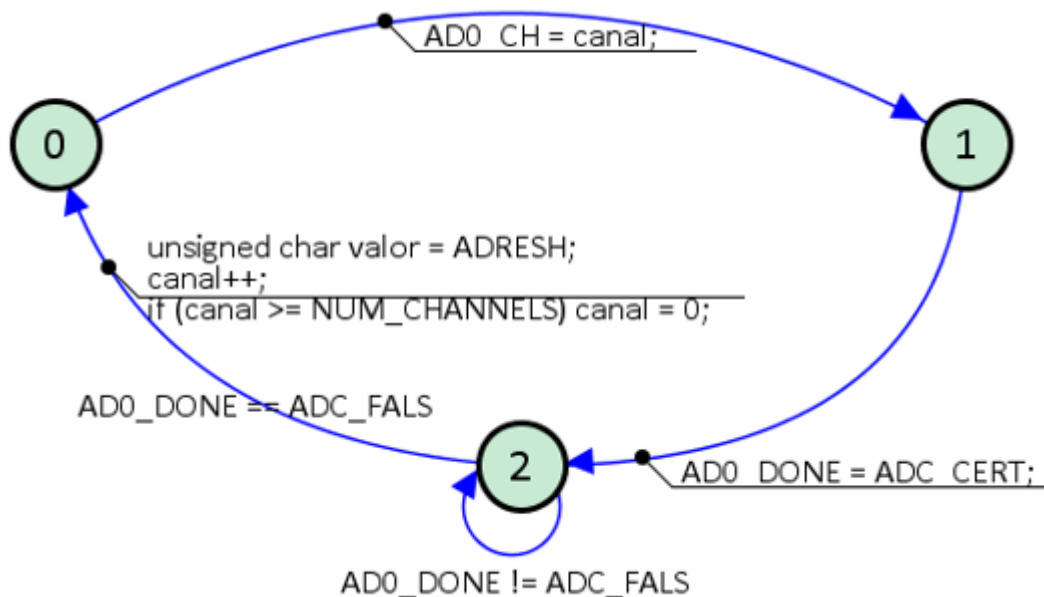 AD0_CH = canal;
0
1
unsigned char valor = ADRESH;
canal++;
if (canal >= NUM_CHANNELS) canal = 0;
AD0_DONE == ADC_FALS
2
AD0_DONE = ADC_CERT;
AD0_DONE != ADC_FALS